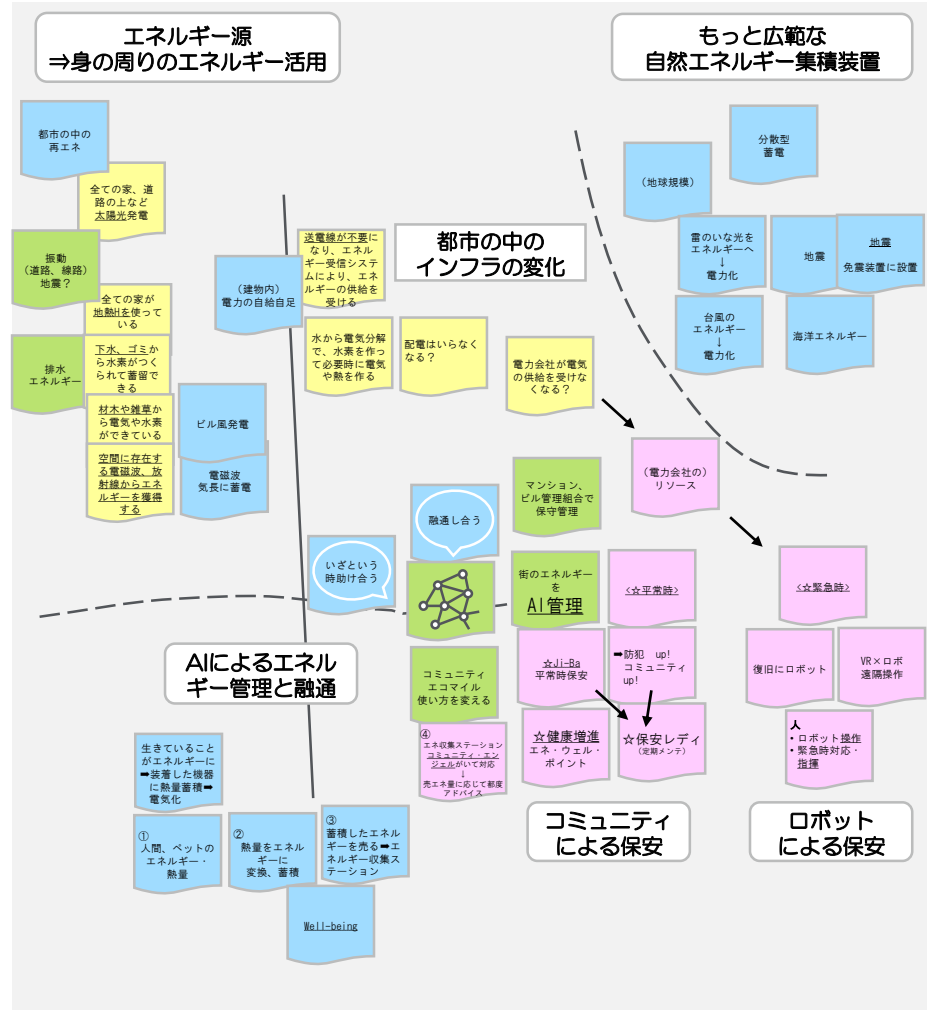 エネルギー源
⇒身の周りのエネルギー活用
もっと広範な
自然エネルギー集積装置
都市の中の
再エネ
全ての家、道
路の上など
太陽光発電
振動
（道路、線路）
地震？
全ての家が
地熱Hを使って
いる
排水
エネルギー
下水、ゴミか
ら水素がつく
られて蓄留で
きる
材木や雑草か
ら電気や水素
ができている
空間に存在す
る電磁波、放
射線からエネ
ルギーを獲得
する
ビル風発電
電磁波
気長に蓄電
（建物内）
電力の自給自足
送電線が不要に
なり、エネル
ギー受信システ
ムにより、エネ
ルギーの供給を
受ける
都市の中の
インフラの変化
水から電気分解
で、水素を作っ
て必要時に電気
や熱を作る
配電はいらなく
なる？
電力会社が電気
の供給を受けな
くなる？
（地球規模）
分散型
蓄電
雷のいな光を
エネルギーへ
↓
電力化
地震
地震
免震装置に設置
台風の
エネルギー
↓
電力化
海洋エネルギー
（電力会社の）
リソース
マンション、
ビル管理組合で
保守管理
融通し合う
いざという
時助け合う
街のエネルギー
を
AI管理
<☆平常時>
<☆緊急時>
AIによるエネル
ギー管理と融通
コミュニティ
エコマイル
使い方を変える
☆Ji-Ba
平常時保安
➡防犯　up!
コミュニティ
up!
復旧にロボット
VR×ロボ
遠隔操作
④
エネ収集ステーション
コミュニティ・エン
ジェルがいて対応
↓
売エネ量に応じて都度
アドバイス
☆健康増進
エネ・ウェル・
ポイント
☆保安レディ
（定期メンテ）
人
• ロボット操作
• 緊急時対応・
指揮
生きていること
がエネルギーに
➡装着した機器
に熱量蓄積➡
電気化
①
人間、ペットの
エネルギー・
熱量
②
熱量をエネル
ギーに
変換、蓄積
③
蓄積したエネル
ギーを売る➡エ
ネルギー収集ス
テーション
Well-being
コミュニティ
による保安
ロボット
による保安